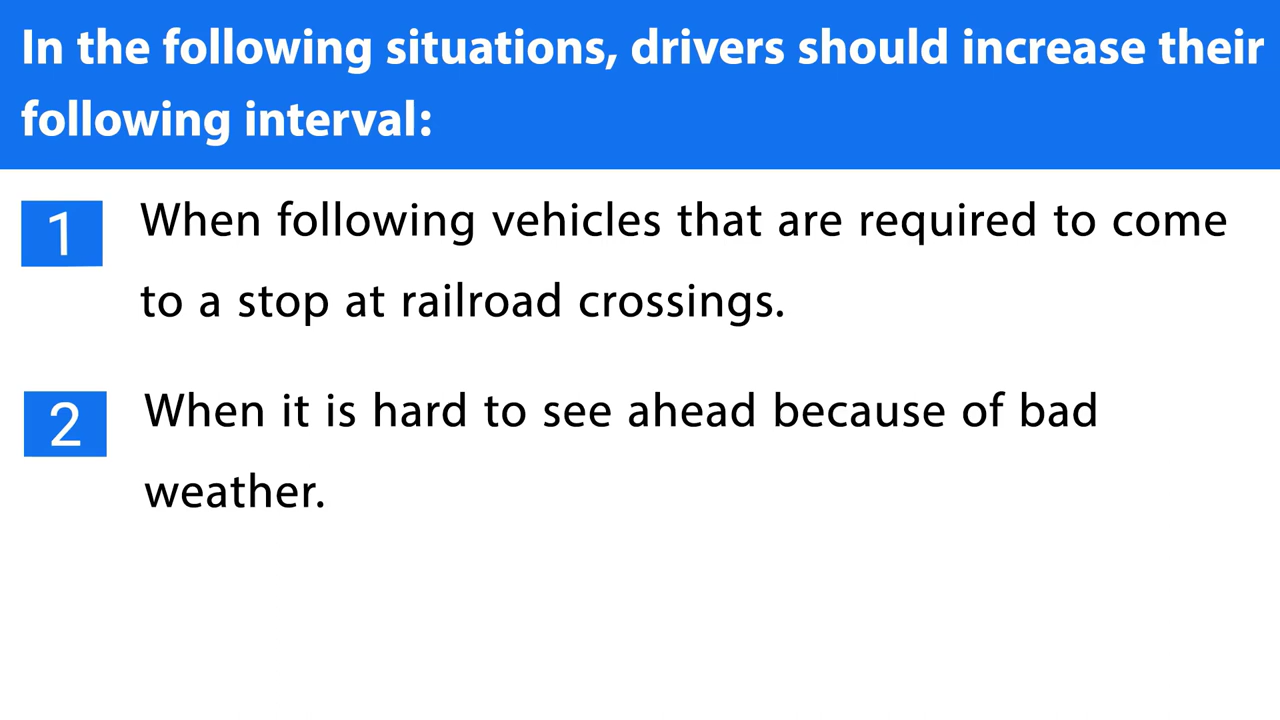 In the following situations, drivers should increase their
following interval:
1 When following vehicles that are required to come
to a stop at railroad crossings.
2 When it is hard to see ahead because of bad
weather.